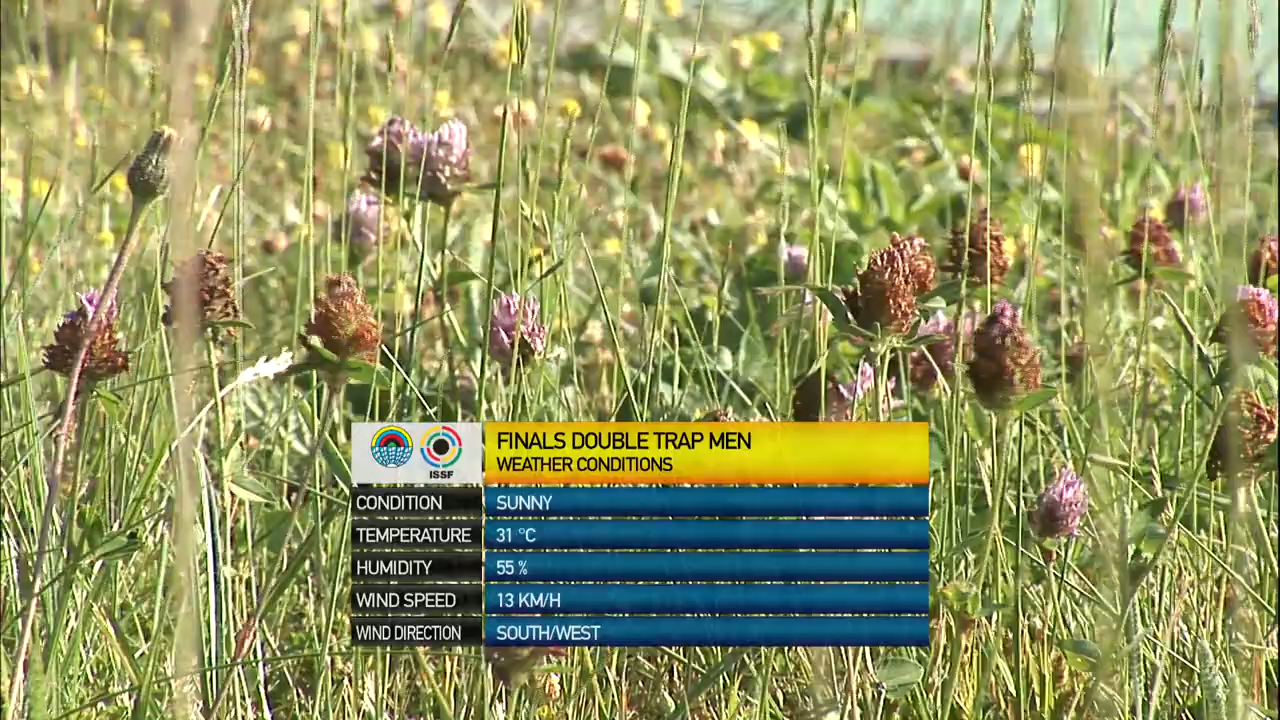 ISSF
FINALS DOUBLE TRAP MEN
WEATHER CONDITIONS
CONDITION SUNNY
TEMPERATURE 31 °C
HUMIDITY 55 %
WIND SPEED 13 KM/H
WIND DIRECTION SOUTH/WEST